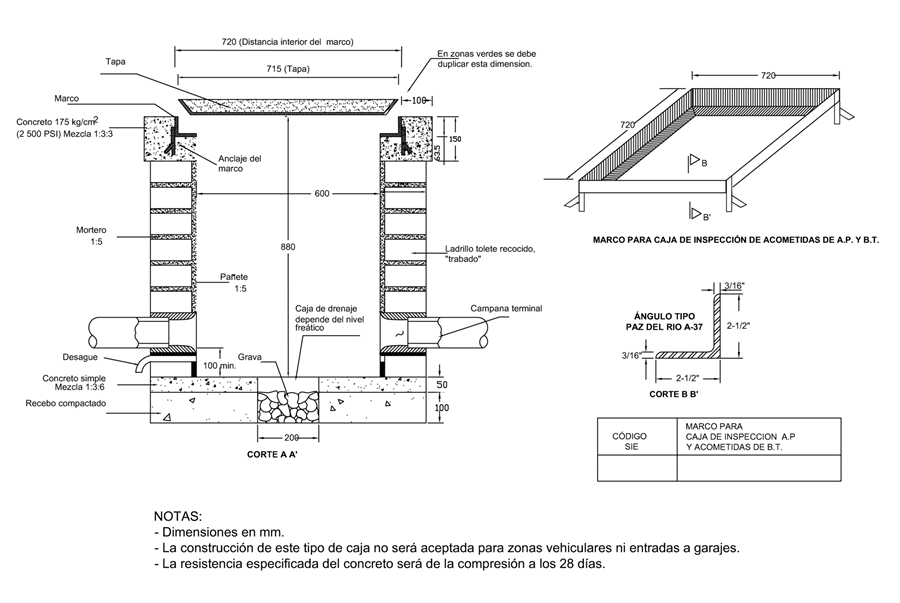 720 (Distancia interior del marco)
715 (Tapa)
Tapa
En zonas verdes se debe
duplicar esta dimension.
100
Marco
Concreto 175 kg/cm2
(2 500 PSI) Mezcla 1:3:3
150
63.5
Anclaje del
marco
600
Mortero
1:5
880
Ladrillo tolete recocido,
"trabado"
Pañete
1:5
Caja de drenaje
depende del nivel
freático
Campana terminal
Desague
100 min.
Grava
Concreto simple
Mezcla 1:3:6
50
Recebo compactado
100
200
CORTE A A'
720
720
B
B'
MARCO PARA CAJA DE INSPECCIÓN DE ACOMETIDAS DE A.P. Y B.T.
3/16"
ÁNGULO TIPO
PAZ DEL RIO A-37
2-1/2"
3/16"
2-1/2"
CORTE B B'
CÓDIGO
SIE
MARCO PARA
CAJA DE INSPECCION A.P
Y ACOMETIDAS DE B.T.
NOTAS:
- Dimensiones en mm.
- La construcción de este tipo de caja no será aceptada para zonas vehiculares ni entradas a garajes.
- La resistencia especificada del concreto será de la compresión a los 28 días.